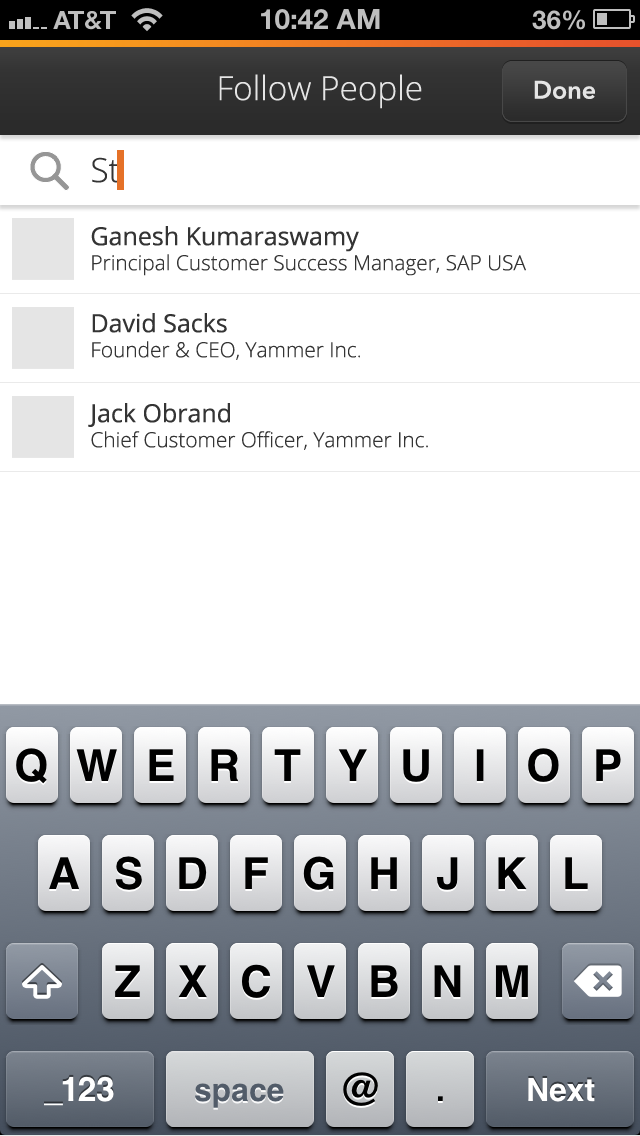 AT&T 10:42 AM 36%
Follow People Done
St
Ganesh Kumaraswamy
Principal Customer Success Manager, SAP USA
David Sacks
Founder & CEO, Yammer Inc.
Jack Obrand
Chief Customer Officer, Yammer Inc.
Q W E R T Y U I O P
A S D F G H J K L
Z X C V B N M
_123 space @ . Next